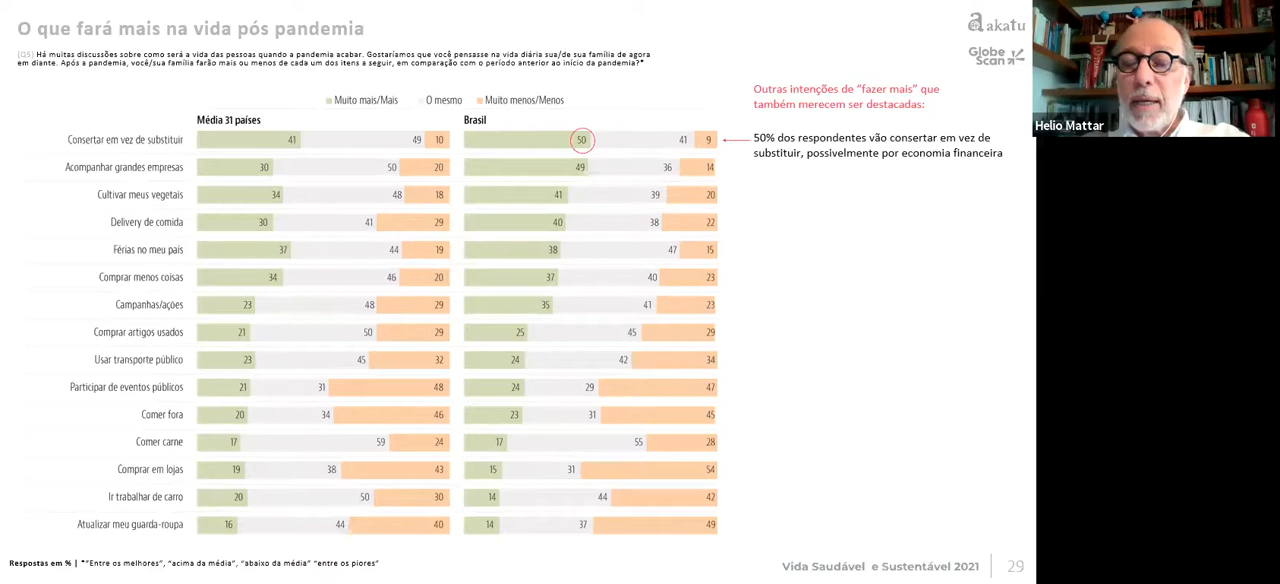 O que fará mais na vida pós pandemia
(Q5) Há muitas discussões sobre como será a vida das pessoas quando a pandemia acabar. Gostaríamos que você pensasse na vida diária sua/de sua família de agora
em diante. Após a pandemia, você/sua família farão mais ou menos de cada um dos itens a seguir, em comparação com o período anterior ao início da pandemia?*
akatu
Globe
Scan
Helio Mattar
Outras intenções de "fazer mais" que
também merecem ser destacadas:
50% dos respondentes vão consertar em vez de
substituir, possivelmente por economia financeira
Muito mais/Mais O mesmo Muito menos/Menos
Média 31 países Brasil
Consertar em vez de substituir 41 49 10 50 41 9
Acompanhar grandes empresas 30 50 20 49 36 14
Cultivar meus vegetais 34 48 18 41 39 20
Delivery de comida 30 41 29 40 38 22
Férias no meu país 37 44 19 38 47 15
Comprar menos coisas 34 46 20 37 40 23
Campanhas/ações 23 48 29 35 41 23
Comprar artigos usados 21 50 29 25 45 29
Usar transporte público 23 45 32 24 42 34
Participar de eventos públicos 21 31 48 24 29 47
Comer fora 20 34 46 23 31 45
Comer carne 17 59 24 17 55 28
Comprar em lojas 19 38 43 15 31 54
Ir trabalhar de carro 20 50 30 14 44 42
Atualizar meu guarda-roupa 16 44 40 14 37 49
Respostas em % | *"Entre os melhores", "acima da média", "abaixo da média" "entre os piores"
Vida Saudável e Sustentável 2021 29